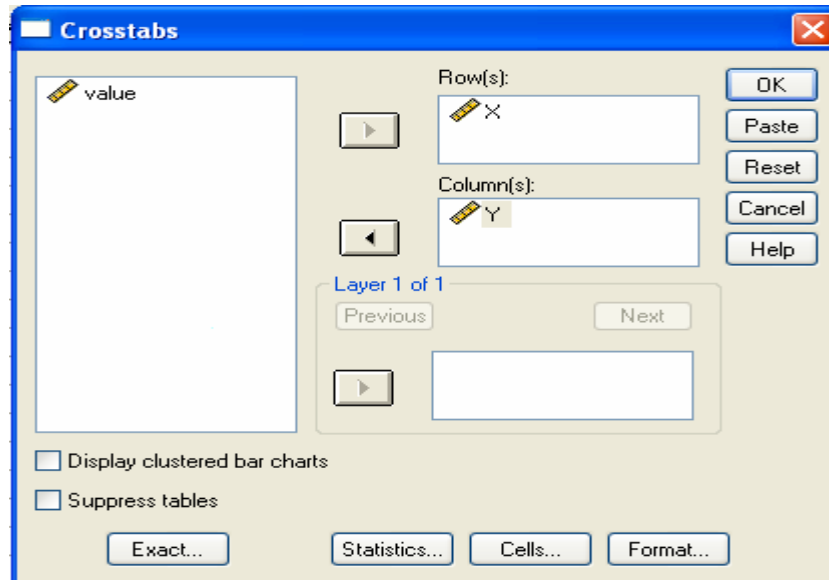 Crosstabs
value
Row(s):
X
Column(s):
Y
Layer 1 of 1
Previous
Next
OK
Paste
Reset
Cancel
Help
Display clustered bar charts
Suppress tables
Exact...
Statistics...
Cells...
Format...